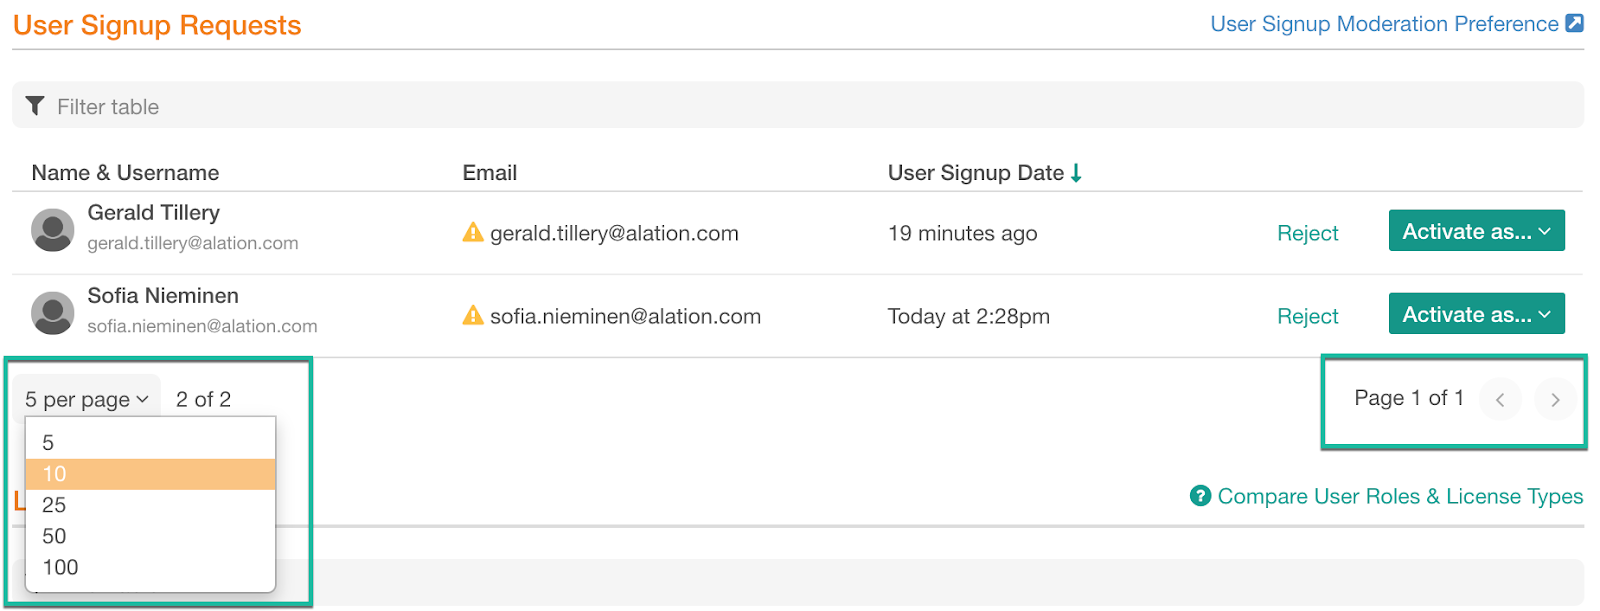 User Signup Requests
User Signup Moderation Preference
Filter table
Name & Username Email User Signup Date
Gerald Tillery
gerald.tillery@alation.com
gerald.tillery@alation.com 19 minutes ago Reject Activate as...
Sofia Nieminen
sofia.nieminen@alation.com
sofia.nieminen@alation.com Today at 2:28pm Reject Activate as...
5 per page 2 of 2 Page 1 of 1
5
10
25
50
100
? Compare User Roles & License Types